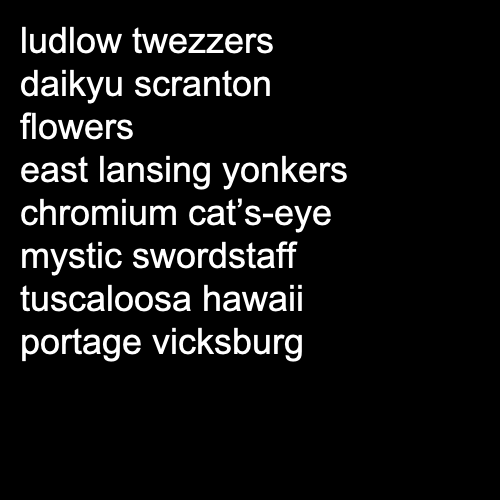 ludlow twezzers
daikyu scranton
flowers
east lansing yonkers
chromium cat’s-eye
mystic swordstaff
tuscaloosa hawaii
portage vicksburg